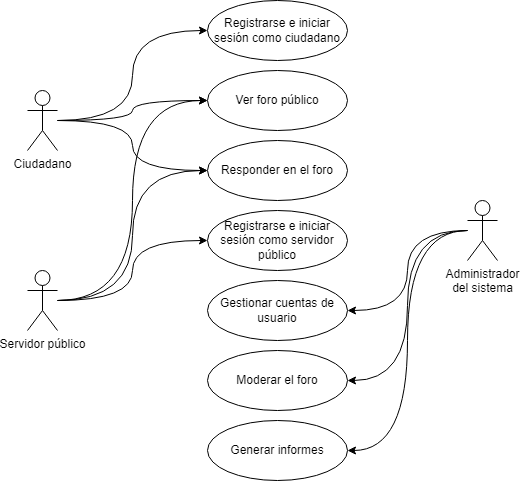 Registrarse e iniciar
sesión como ciudadano
Ver foro público
Ciudadano
Responder en el foro
Registrarse e iniciar
sesión como servidor
público
Administrador
del sistema
Gestionar cuentas de
usuario
Servidor público
Moderar el foro
Generar informes